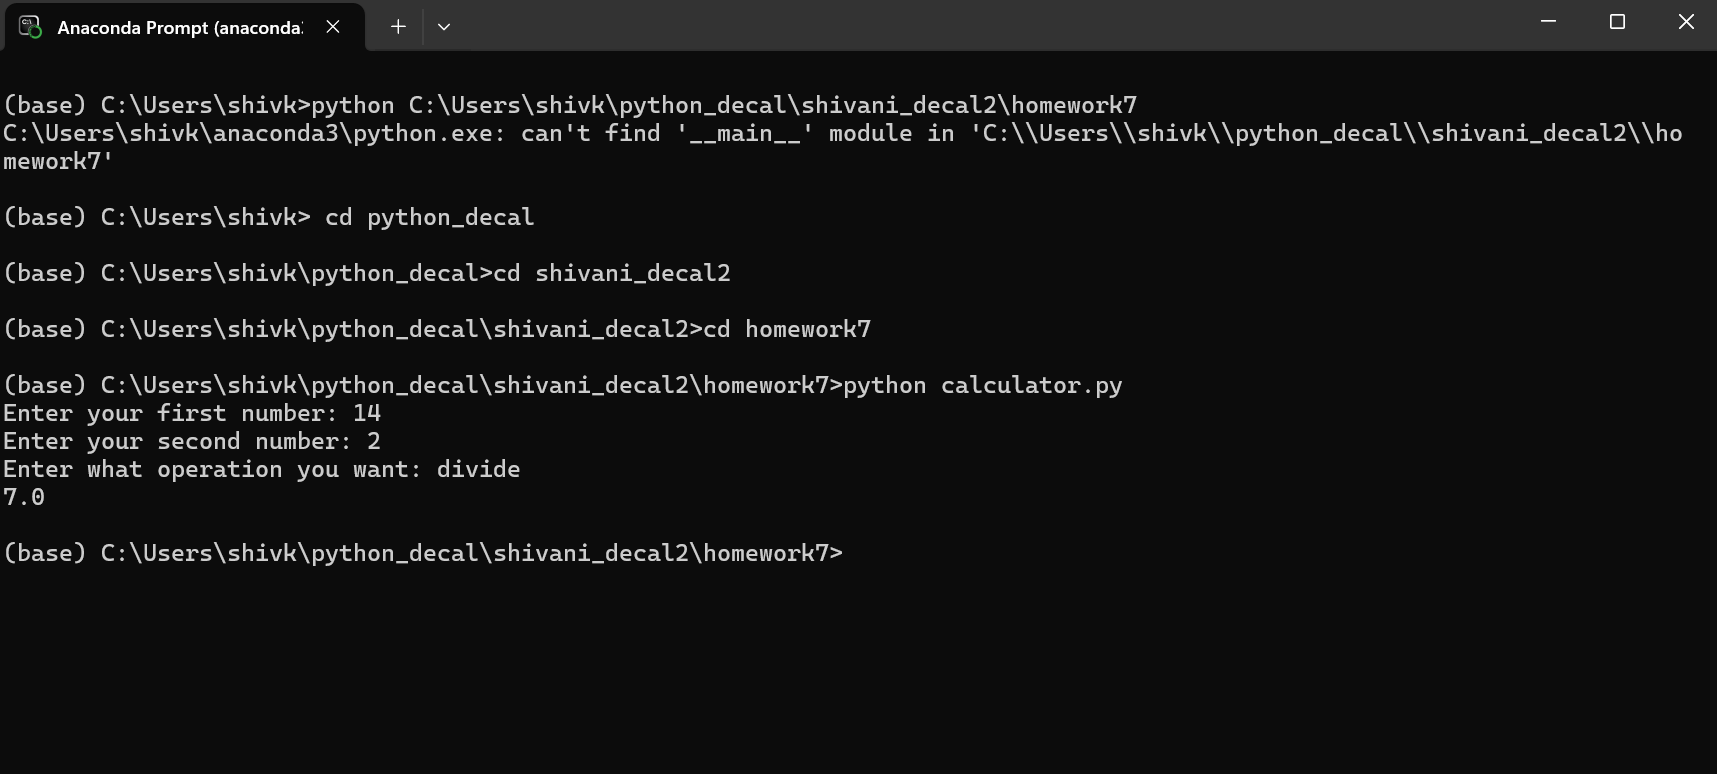 Anaconda Prompt (anaconda:
(base) C:\Users\shivk>python C:\Users\shivk\python_decal\shivani_decal2\homework7
C:\Users\shivk\anaconda3\python.exe: can't find '__main__' module in 'C:\\Users\\shivk\\python_decal\\shivani_decal2\\ho
mework7'
(base) C:\Users\shivk> cd python_decal
(base) C:\Users\shivk\python_decal>cd shivani_decal2
(base) C:\Users\shivk\python_decal\shivani_decal2>cd homework7
(base) C:\Users\shivk\python_decal\shivani_decal2\homework7>python calculator.py
Enter your first number: 14
Enter your second number: 2
Enter what operation you want: divide
7.0
(base) C:\Users\shivk\python_decal\shivani_decal2\homework7>